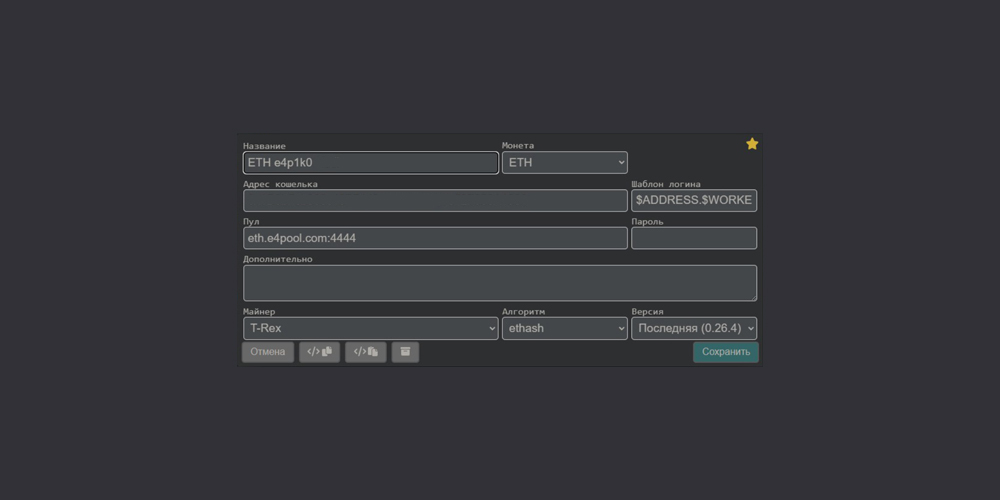 Название Монета
ETH e4p1k0 ETH
Адрес кошелька Шаблон логина
$ADDRESS.$WORKE
Пул Пароль
eth.e4pool.com:4444
Дополнительно
Майнер Алгоритм Версия
T-Rex ethash Последняя (0.26.4)
Отмена </> </> Сохранить